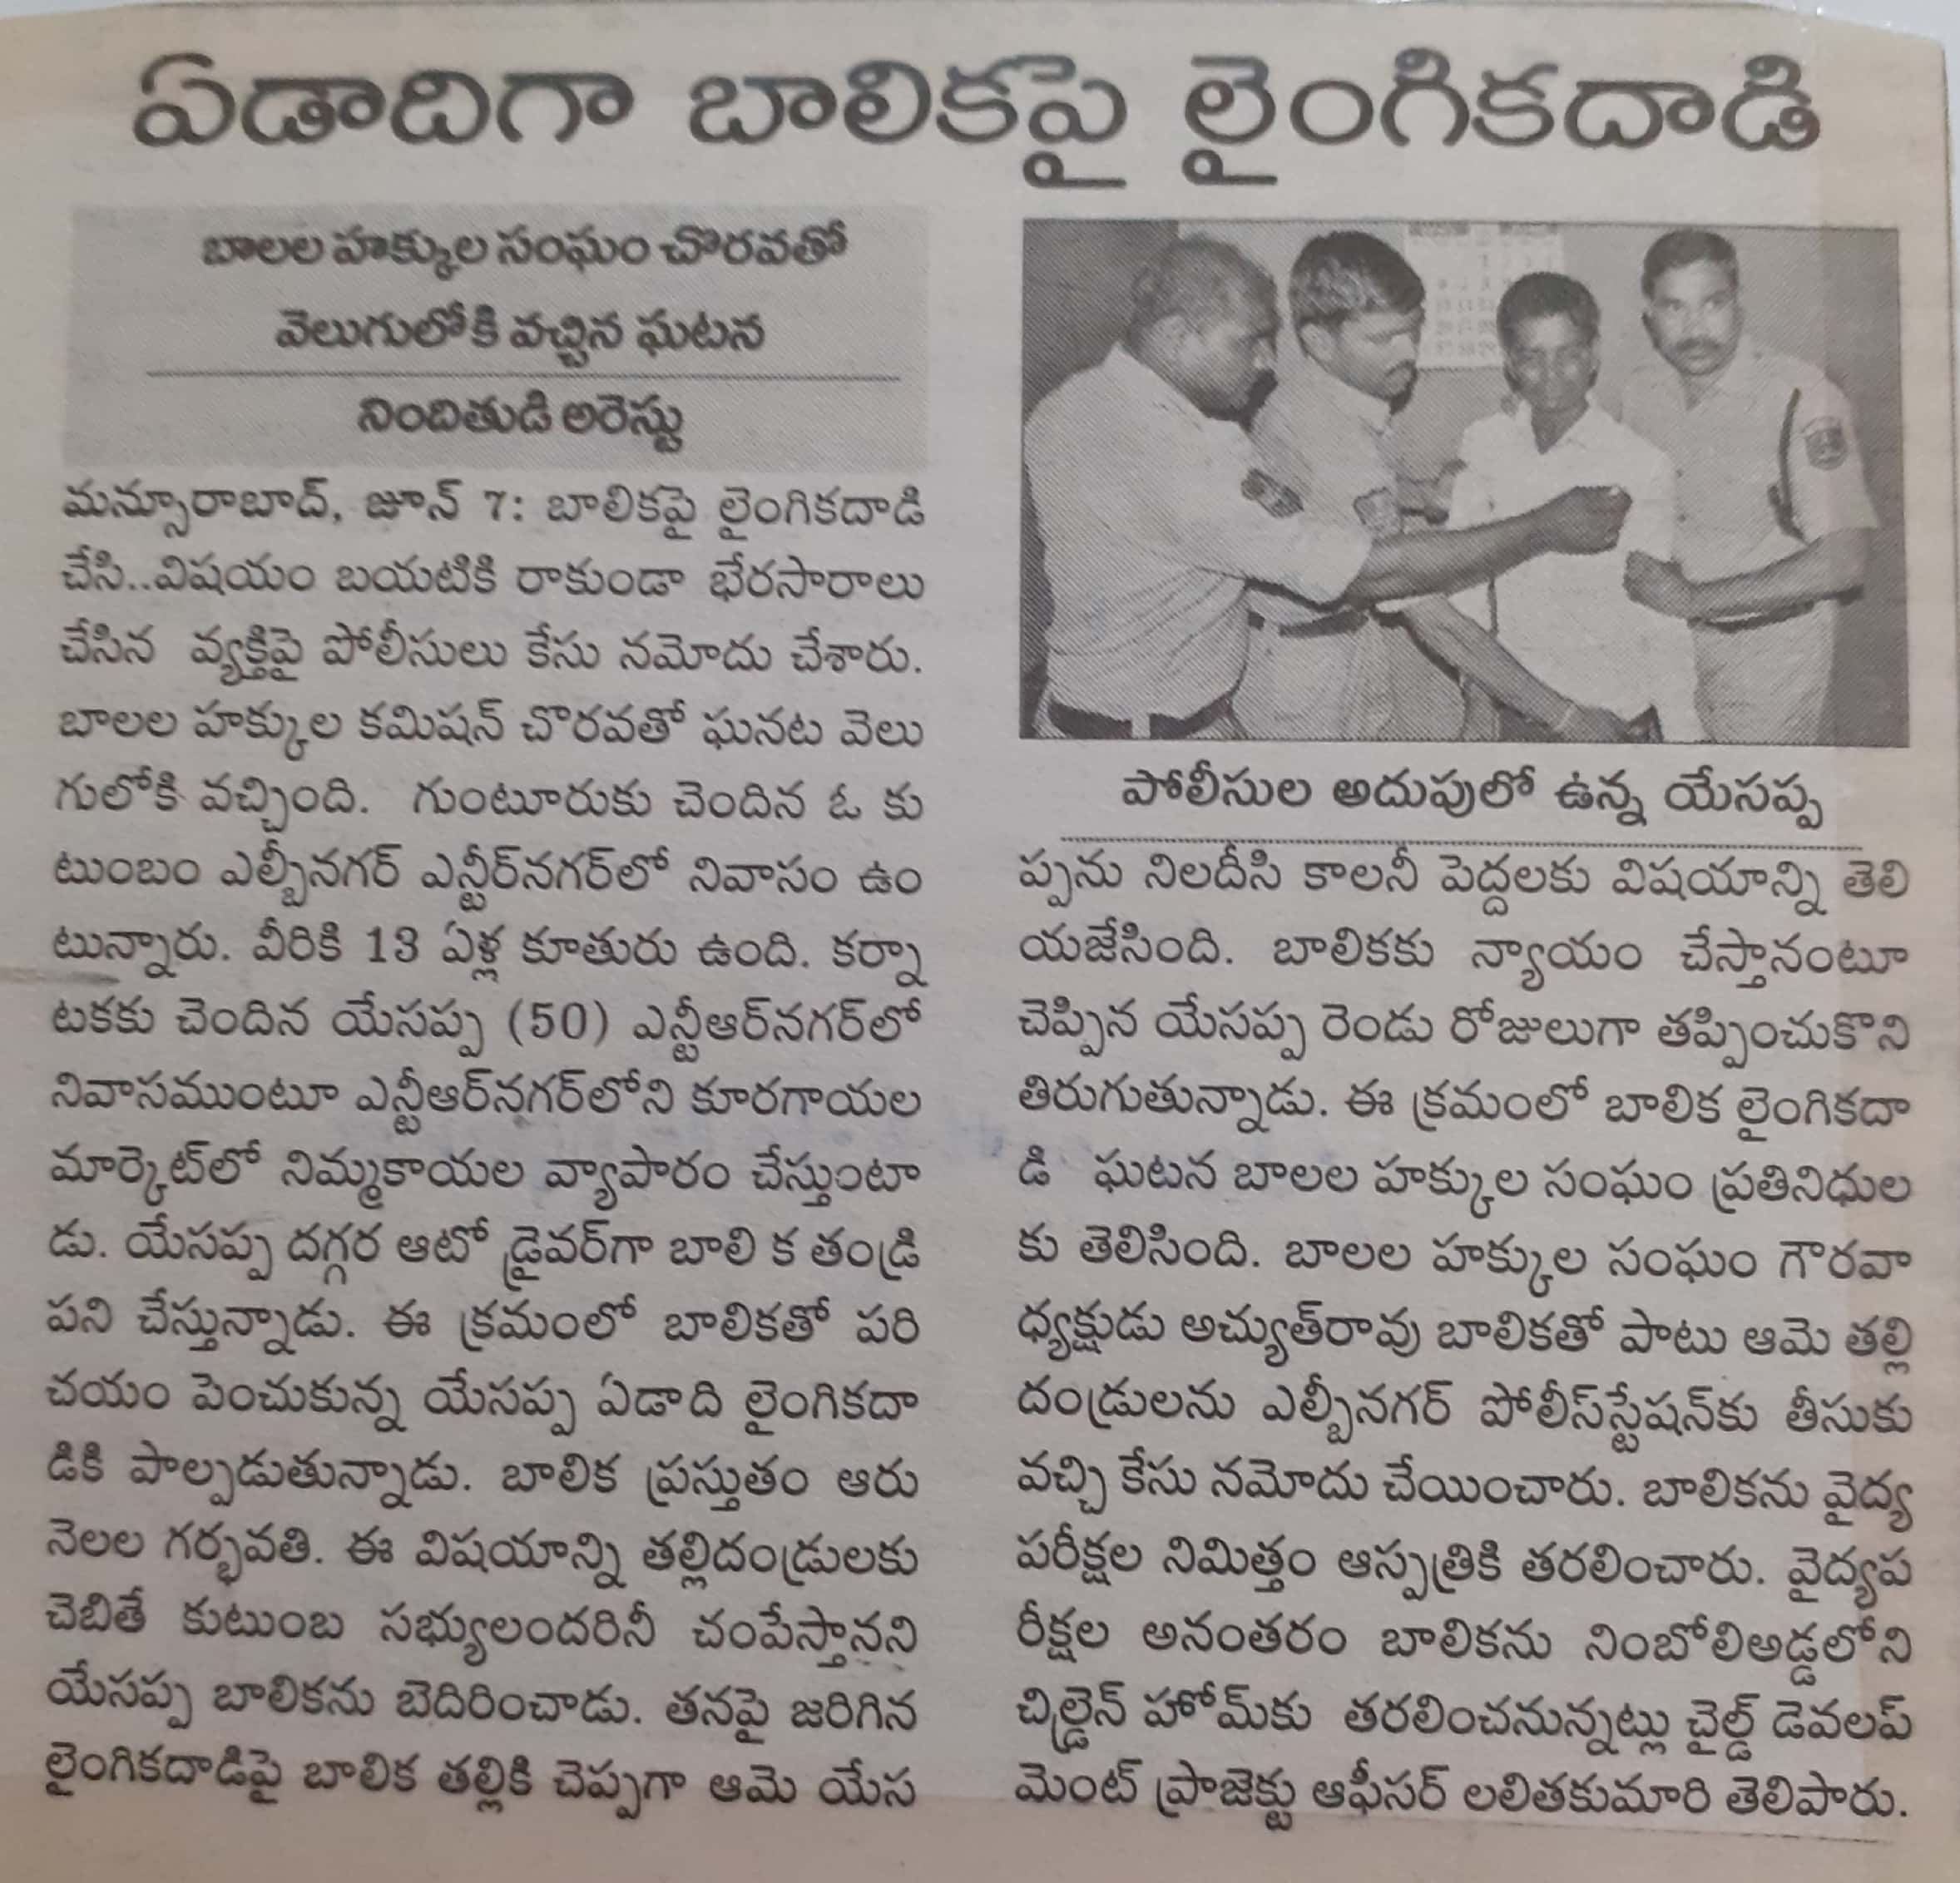 ఏడాదిగా బాలికపై లైంగికదాడి
బాలల హక్కుల సంఘం చొరవతో
వెలుగులోకి వచ్చిన ఘటన
నిందితుడి అరెస్టు
మన్సూరాబాద్, జూన్ 7: బాలికపై లైంగికదాడి
చేసి..విషయం బయటికి రాకుండా భేరసారాలు
చేసిన వ్యక్తిపై పోలీసులు కేసు నమోదు చేశారు.
బాలల హక్కుల కమిషన్ చొరవతో ఘనట వెలు
గులోకి వచ్చింది. గుంటూరుకు చెందిన ఓ కు
టుంబం ఎల్బీనగర్ ఎన్టీర్‌నగర్‌లో నివాసం ఉం
టున్నారు. వీరికి 13 ఏళ్ల కూతురు ఉంది. కర్నా
టకకు చెందిన యేసప్ప (50) ఎన్టీఆర్‌నగర్‌లో
నివాసముంటూ ఎన్టీఆర్‌నగర్‌లోని కూరగాయల
మార్కెట్‌లో నిమ్మకాయల వ్యాపారం చేస్తుంటా
డు. యేసప్ప దగ్గర ఆటో డ్రైవర్‌గా బాలి క తండ్రి
పని చేస్తున్నాడు. ఈ క్రమంలో బాలికతో పరి
చయం పెంచుకున్న యేసప్ప ఏడాది లైంగికదా
డికి పాల్పడుతున్నాడు. బాలిక ప్రస్తుతం ఆరు
నెలల గర్భవతి. ఈ విషయాన్ని తల్లిదండ్రులకు
చెబితే కుటుంబ సభ్యులందరినీ చంపేస్తానని
యేసప్ప బాలికను బెదిరించాడు. తనపై జరిగిన
లైంగికదాడిపై బాలిక తల్లికి చెప్పగా ఆమె యేస
పోలీసుల అదుపులో ఉన్న యేసప్ప
ప్పను నిలదీసి కాలనీ పెద్దలకు విషయాన్ని తెలి
యజేసింది. బాలికకు న్యాయం చేస్తానంటూ
చెప్పిన యేసప్ప రెండు రోజులుగా తప్పించుకొని
తిరుగుతున్నాడు. ఈ క్రమంలో బాలిక లైంగికదా
డి ఘటన బాలల హక్కుల సంఘం ప్రతినిధుల
కు తెలిసింది. బాలల హక్కుల సంఘం గౌరవా
ధ్యక్షుడు అచ్యుత్‌రావు బాలికతో పాటు ఆమె తల్లి
దండ్రులను ఎల్బీనగర్ పోలీస్‌స్టేషన్‌కు తీసుకు
వచ్చి కేసు నమోదు చేయించారు. బాలికను వైద్య
పరీక్షల నిమిత్తం ఆస్పత్రికి తరలించారు. వైద్యప
రీక్షల అనంతరం బాలికను నింబోలిఅడ్డలోని
చిల్డ్రెన్ హోమ్‌కు తరలించనున్నట్లు చైల్డ్ డెవలప్
మెంట్ ప్రాజెక్టు ఆఫీసర్ లలితకుమారి తెలిపారు.